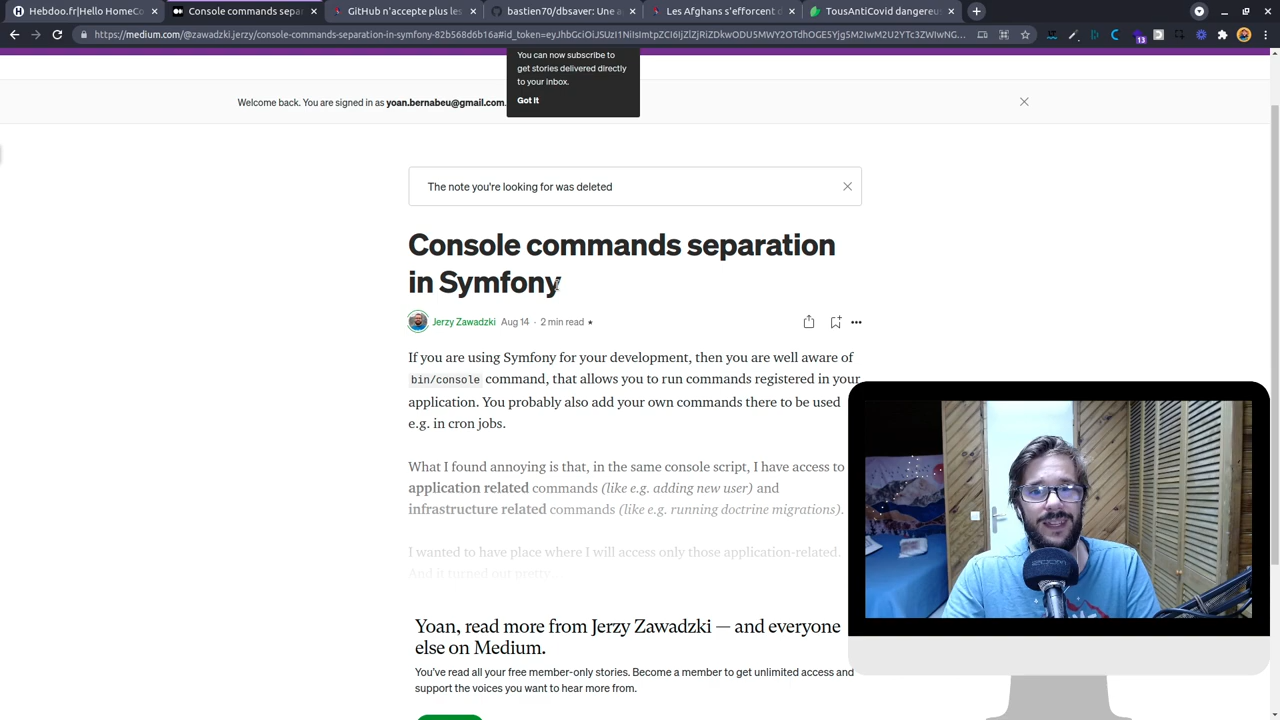 Hebdoo.fr|Hello HomeCo
Console commands separ
GitHub n'accepte plus les
bastien70/dbsaver: Une a
Les Afghans s'efforcent d
TousAntiCovid dangereu
13
You can now subscribe to
get stories delivered directly
to your inbox.
Got it
Welcome back. You are signed in as yoan.bernabeu@gmail.com.
The note you're looking for was deleted
Console commands separation
in Symfony
Jerzy Zawadzki Aug 14 · 2 min read ★
If you are using Symfony for your development, then you are well aware of
bin/console command, that allows you to run commands registered in your
application. You probably also add your own commands there to be used
e.g. in cron jobs.
What I found annoying is that, in the same console script, I have access to
application related commands (like e.g. adding new user) and
infrastructure related commands (like e.g. running doctrine migrations).
I wanted to have place where I will access only those application-related.
And it turned out pretty...
Yoan, read more from Jerzy Zawadzki — and everyone
else on Medium.
You've read all your free member-only stories. Become a member to get unlimited access and
support the voices you want to hear more from.
ZOOM